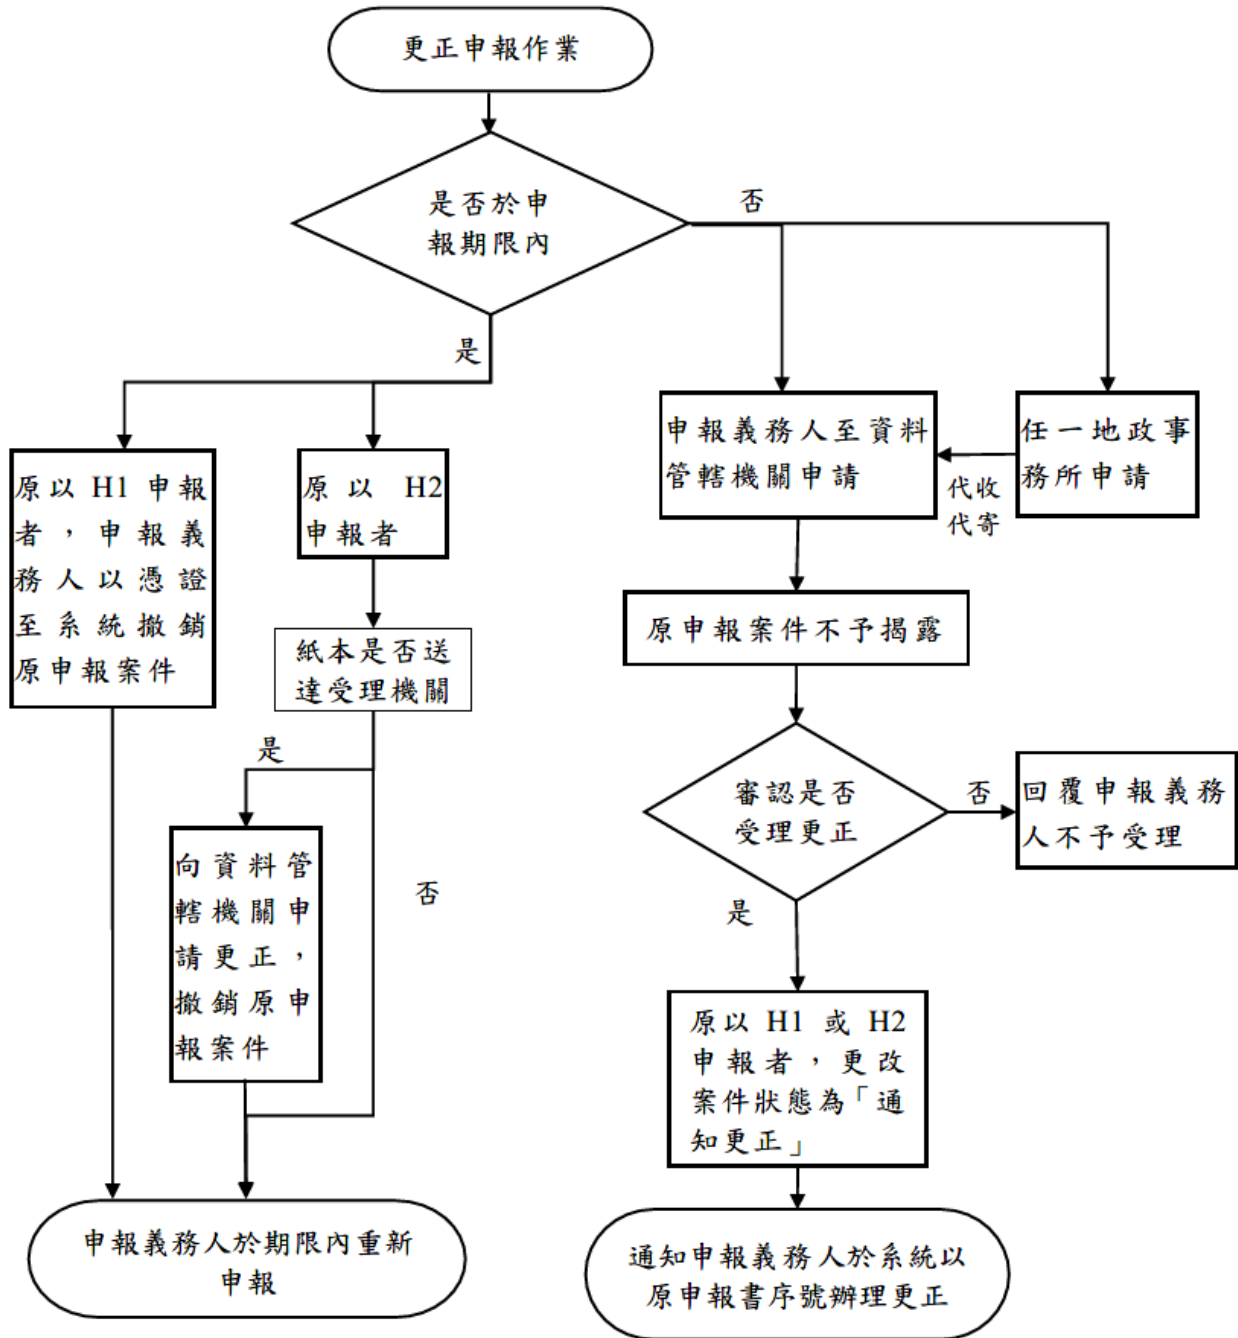 更正申報作業
是否於申
報期限內
否
是
原以 H1 申報
者，申報義
務人以憑證
至系統撤銷
原申報案件
原以 H2
申報者
紙本是否送
達受理機關
是
否
向資料管
轄機關申
請更正，
撤銷原申
報案件
申報義務人於期限內重新
申報
申報義務人至資料
管轄機關申請
代收
代寄
任一地政事
務所申請
原申報案件不予揭露
審認是否
受理更正
否
回覆申報義務
人不予受理
是
原以 H1 或 H2
申報者，更改
案件狀態為「通
知更正」
通知申報義務人於系統以
原申報書序號辦理更正